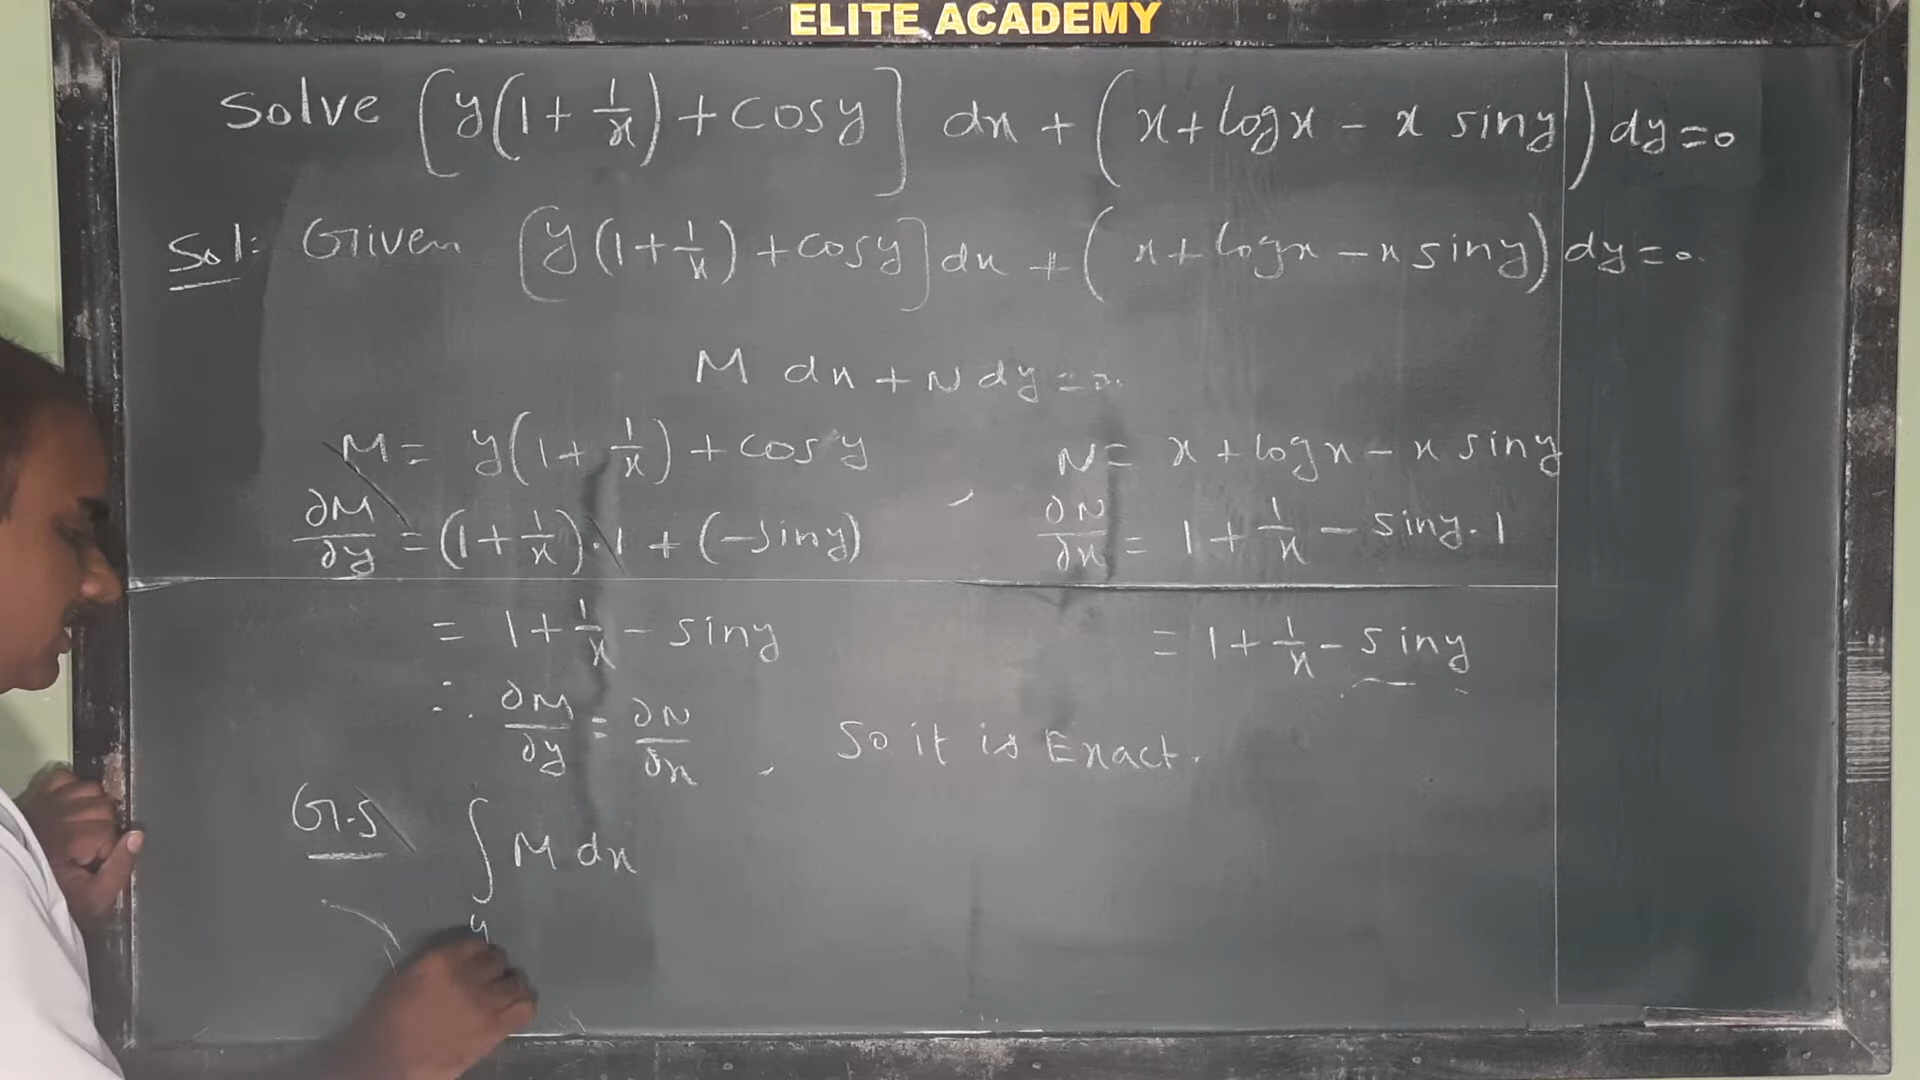 ELITE ACADEMY
Solve [y(1+1/x)+cosy] dx + (x+logx - x siny) dy=0
Sol: Given [y(1+1/x)+cosy]dx + (x+logx - x siny) dy=0.
M dx + N dy =0.
M= y(1+1/x)+cosy N= x+logx - x siny
∂M/∂y = (1+1/x).1 + (-siny) , ∂N/∂x = 1+1/x - siny.1
= 1+1/x - siny = 1+1/x - siny
∴ ∂M/∂y = ∂N/∂x , So it is Exact.
G.S ∫ M dx
y